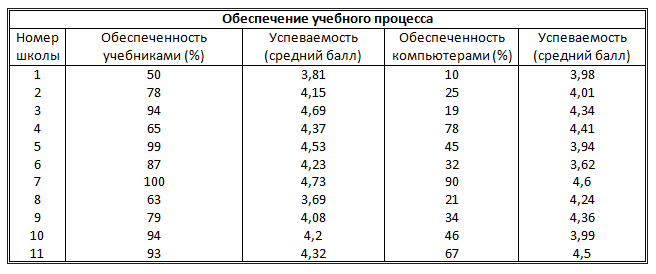 Обеспечение учебного процесса
Номер школы Обеспеченность учебниками (%) Успеваемость (средний балл) Обеспеченность компьютерами (%) Успеваемость (средний балл)
1 50 3,81 10 3,98
2 78 4,15 25 4,01
3 94 4,69 19 4,34
4 65 4,37 78 4,41
5 99 4,53 45 3,94
6 87 4,23 32 3,62
7 100 4,73 90 4,6
8 63 3,69 21 4,24
9 79 4,08 34 4,36
10 94 4,2 46 3,99
11 93 4,32 67 4,5